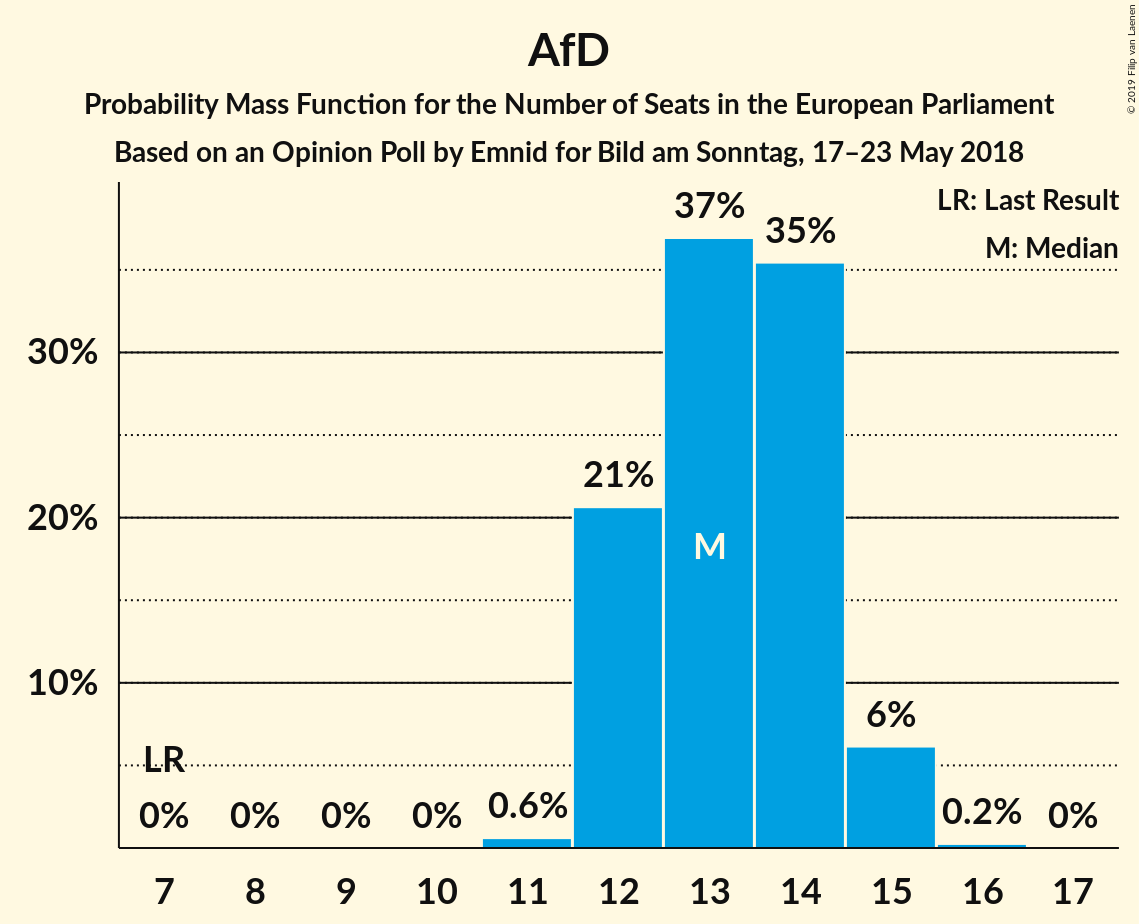 AfD
Probability Mass Function for the Number of Seats in the European Parliament
Based on an Opinion Poll by Emnid for Bild am Sonntag, 17–23 May 2018
© 2019 Filip van Laenen
LR: Last Result
M: Median
37%
35%
30%
21%
20%
M
10%
6%
LR
0%
0%
0%
0%
0.6%
0.2%
0%
7 8 9 10 11 12 13 14 15 16 17